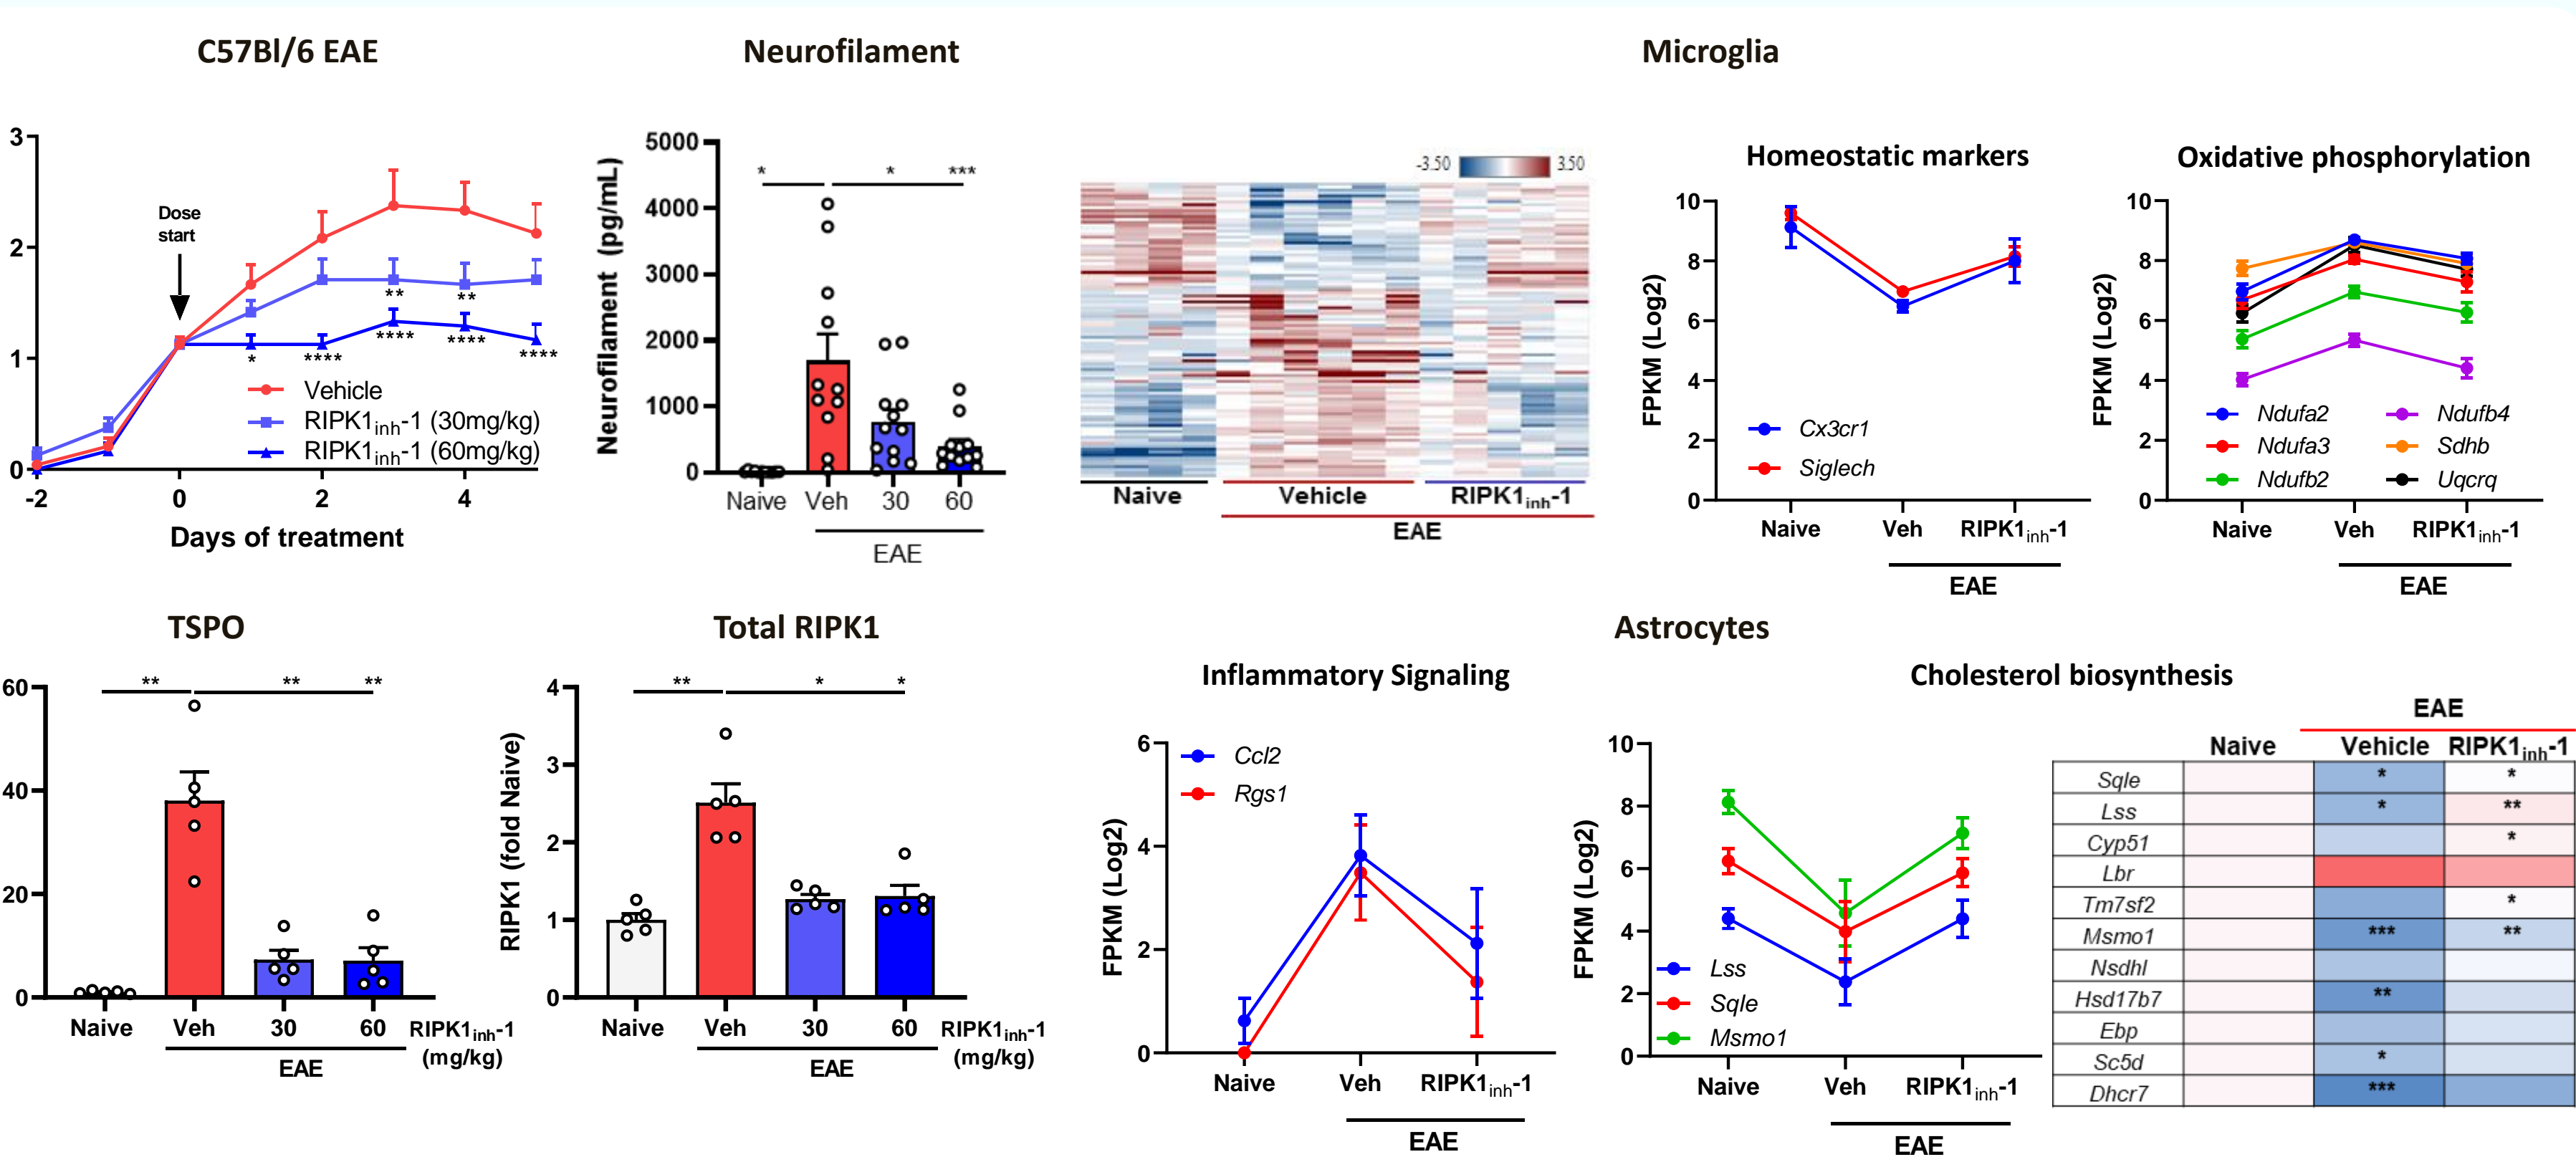 C57Bl/6 EAE
3
2
1
0
-2
0
2
4
Dose
start
*
****
**
****
**
****
****
Vehicle
RIPK1inh-1 (30mg/kg)
RIPK1inh-1 (60mg/kg)
Days of treatment
Neurofilament
Neurofilament (pg/mL)
5000
4000
3000
2000
1000
0
*
*
***
Naive
Veh
30
60
EAE
Microglia
-3.50
3.50
Naive
Vehicle
RIPK1inh-1
EAE
Homeostatic markers
FPKM (Log2)
10
8
6
4
2
0
Cx3cr1
Siglech
Naive
Veh
RIPK1inh-1
EAE
Oxidative phosphorylation
FPKM (Log2)
10
8
6
4
2
0
Ndufa2
Ndufa3
Ndufb2
Ndufb4
Sdhb
Uqcrq
Naive
Veh
RIPK1inh-1
EAE
TSPO
60
40
20
0
**
**
**
Naive
Veh
30
60
RIPK1inh-1
(mg/kg)
EAE
Total RIPK1
RIPK1 (fold Naive)
4
3
2
1
0
**
*
*
Naive
Veh
30
60
RIPK1inh-1
(mg/kg)
EAE
Astrocytes
Inflammatory Signaling
FPKM (Log2)
6
4
2
0
Ccl2
Rgs1
Naive
Veh
RIPK1inh-1
EAE
Cholesterol biosynthesis
FPKM (Log2)
10
8
6
4
2
0
Lss
Sqle
Msmo1
Naive
Veh
RIPK1inh-1
EAE
EAE
Naive Vehicle RIPK1inh-1
Sqle * *
Lss * **
Cyp51 *
Lbr
Tm7sf2 *
Msmo1 *** **
Nsdhl
Hsd17b7 **
Ebp
Sc5d *
Dhcr7 ***